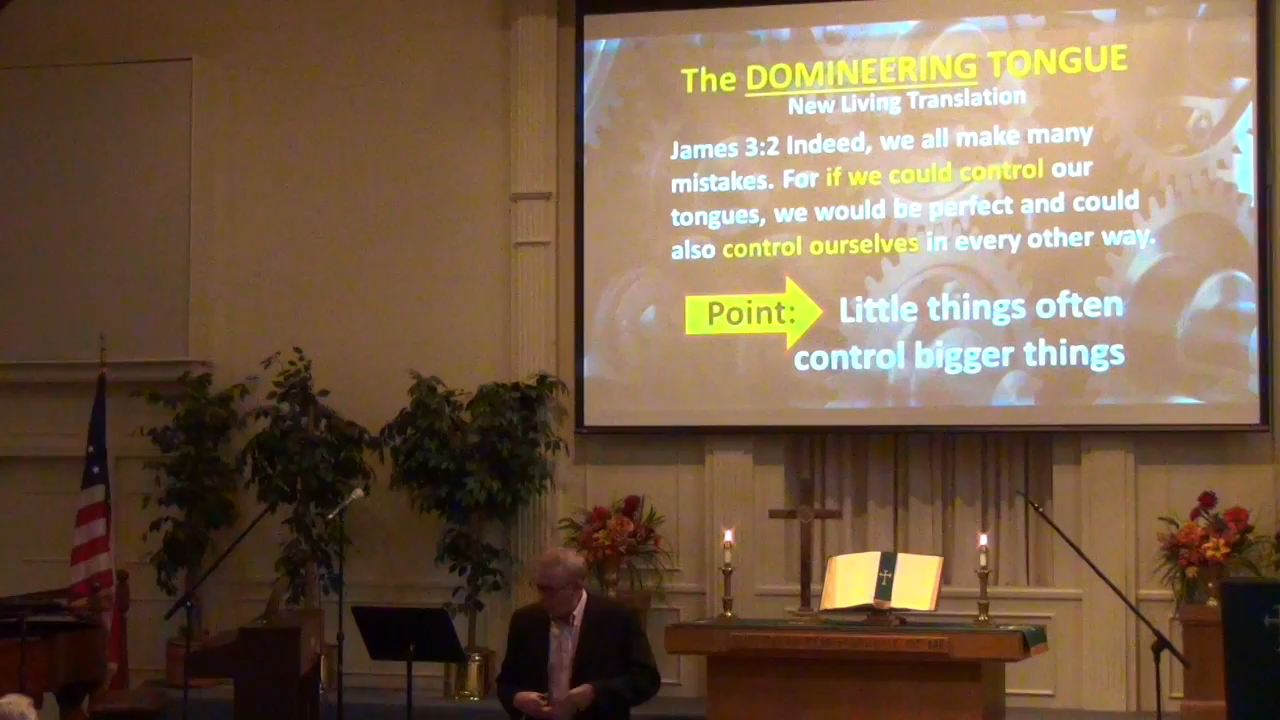 The DOMINEERING TONGUE
New Living Translation
James 3:2 Indeed, we all make many
mistakes. For if we could control our
tongues, we would be perfect and could
also control ourselves in every other way.
Point: Little things often
control bigger things